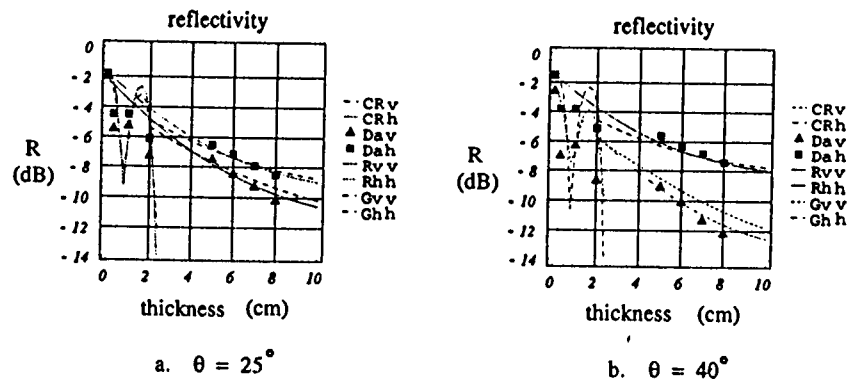 reflectivity
0
- 2
- 4
- 6
- 8
- 10
- 12
- 14
R
(dB)
0 2 4 6 8 10
thickness (cm)
CRv
CRh
Dav
Dah
Rvv
Rhh
Gvv
Ghh
a. θ = 25°
reflectivity
0
- 2
- 4
- 6
- 8
- 10
- 12
- 14
R
(dB)
0 2 4 6 8 10
thickness (cm)
CRv
CRh
Dav
Dah
Rvv
Rhh
Gvv
Ghh
b. θ = 40°